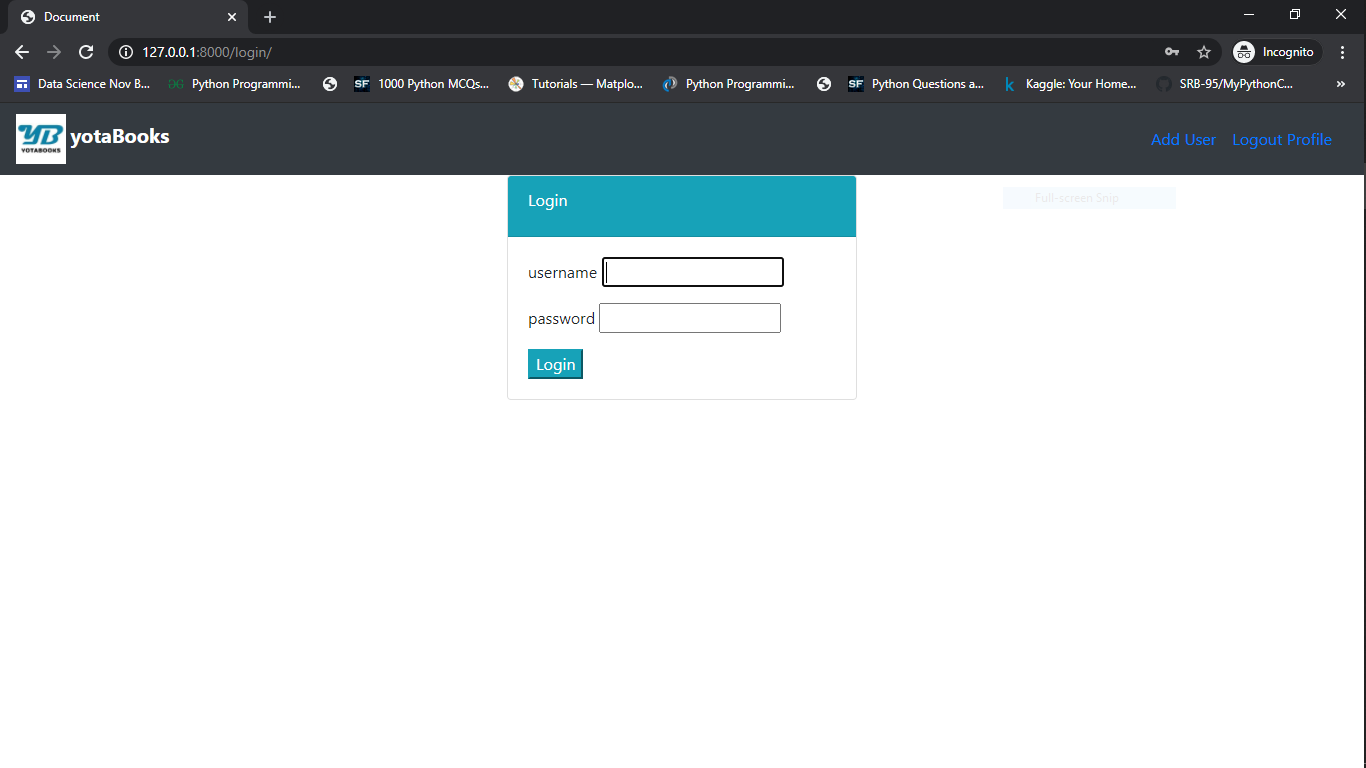 Document
127.0.0.1:8000/login/
Incognito
Data Science Nov B... Python Programmi... SF 1000 Python MCQs... Tutorials — Matplo... Python Programmi... SF Python Questions a... k Kaggle: Your Home... SRB-95/MyPythonC... »
YB YOTABOOKS yotaBooks Add User Logout Profile
Login
Full-screen Snip
username
password
Login